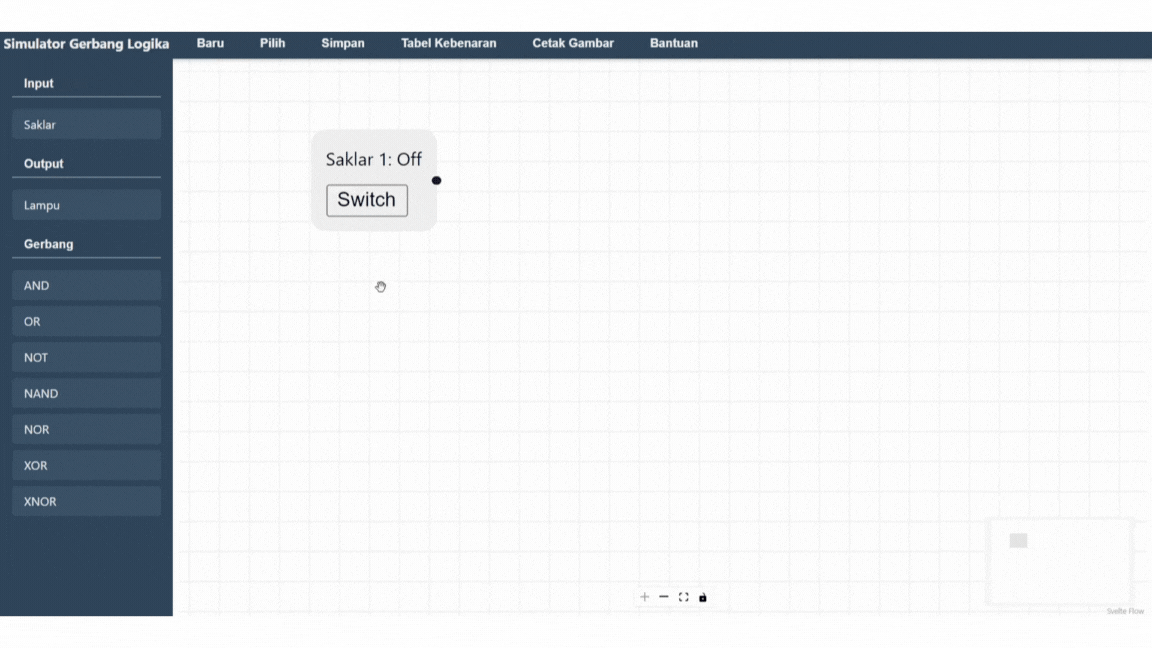 Simulator Gerbang Logika
Baru
Pilih
Simpan
Tabel Kebenaran
Cetak Gambar
Bantuan
Input
Saklar
Output
Lampu
Gerbang
AND
OR
NOT
NAND
NOR
XOR
XNOR
Saklar 1: Off
Switch
Svelte Flow